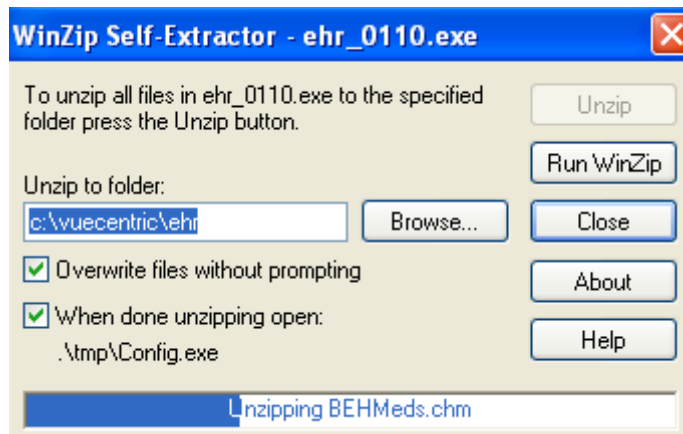 WinZip Self-Extractor - ehr_0110.exe
To unzip all files in ehr_0110.exe to the specified
folder press the Unzip button.
Unzip
Run WinZip
Unzip to folder:
c:\vuecentric\ehr
Browse...
Close
Overwrite files without prompting
About
When done unzipping open:
.\tmp\Config.exe
Help
Unzipping BEHMeds.chm